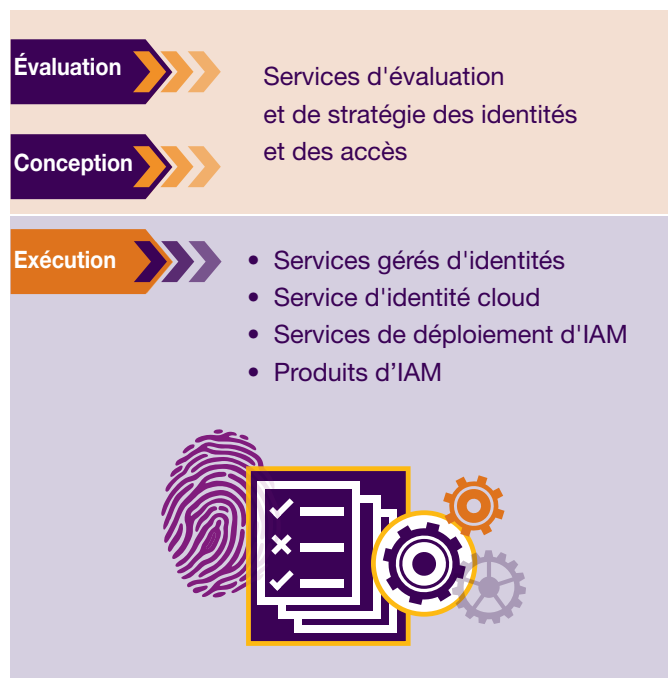 Évaluation
Services d'évaluation
et de stratégie des identités
et des accès
Conception
Exécution
• Services gérés d'identités
• Service d'identité cloud
• Services de déploiement d'IAM
• Produits d’IAM